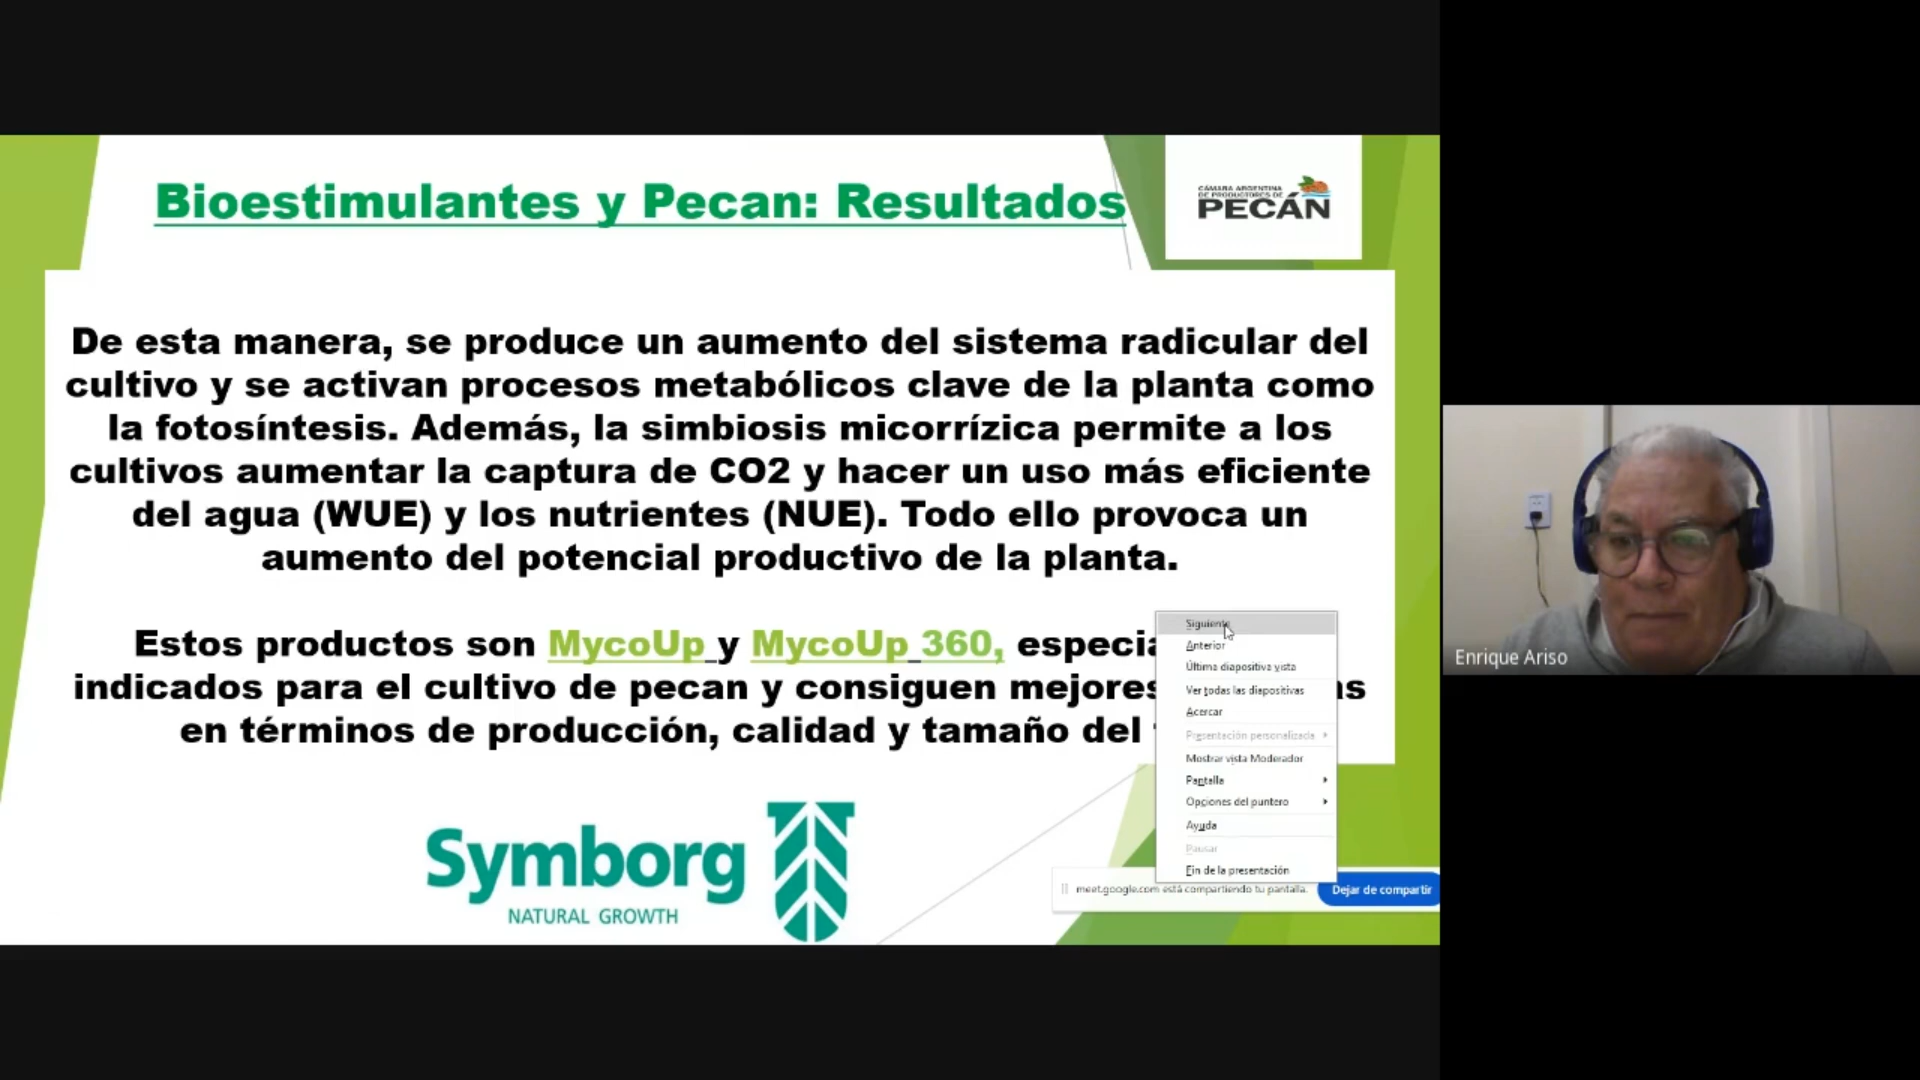 Bioestimulantes y Pecan: Resultados
CÁMARA ARGENTINA
DE PRODUCTORES DE
PECÁN
De esta manera, se produce un aumento del sistema radicular del
cultivo y se activan procesos metabólicos clave de la planta como
la fotosíntesis. Además, la simbiosis micorrízica permite a los
cultivos aumentar la captura de CO2 y hacer un uso más eficiente
del agua (WUE) y los nutrientes (NUE). Todo ello provoca un
aumento del potencial productivo de la planta.
Estos productos son MycoUp y MycoUp 360, especia
indicados para el cultivo de pecan y consiguen mejores as
en términos de producción, calidad y tamaño del
Siguiente
Anterior
Última diapositiva vista
Ver todas las diapositivas
Acercar
Presentación personalizada
Mostrar vista Moderador
Pantalla
Opciones del puntero
Ayuda
Pausar
Fin de la presentación
meet.google.com está compartiendo tu pantalla.
Dejar de compartir
Symborg
NATURAL GROWTH
Enrique Ariso